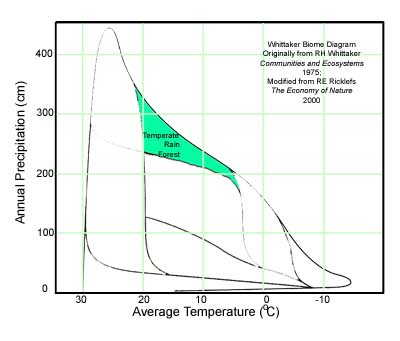 Whittaker Biome Diagram
Originally from RH Whittaker
Communities and Ecosystems
1975;
Modified from RE Ricklefs
The Economy of Nature
2000
Annual Precipitation (cm)
400
300
200
100
0
Temperate
Rain
Forest
30 20 10 0 -10
Average Temperature (°C)